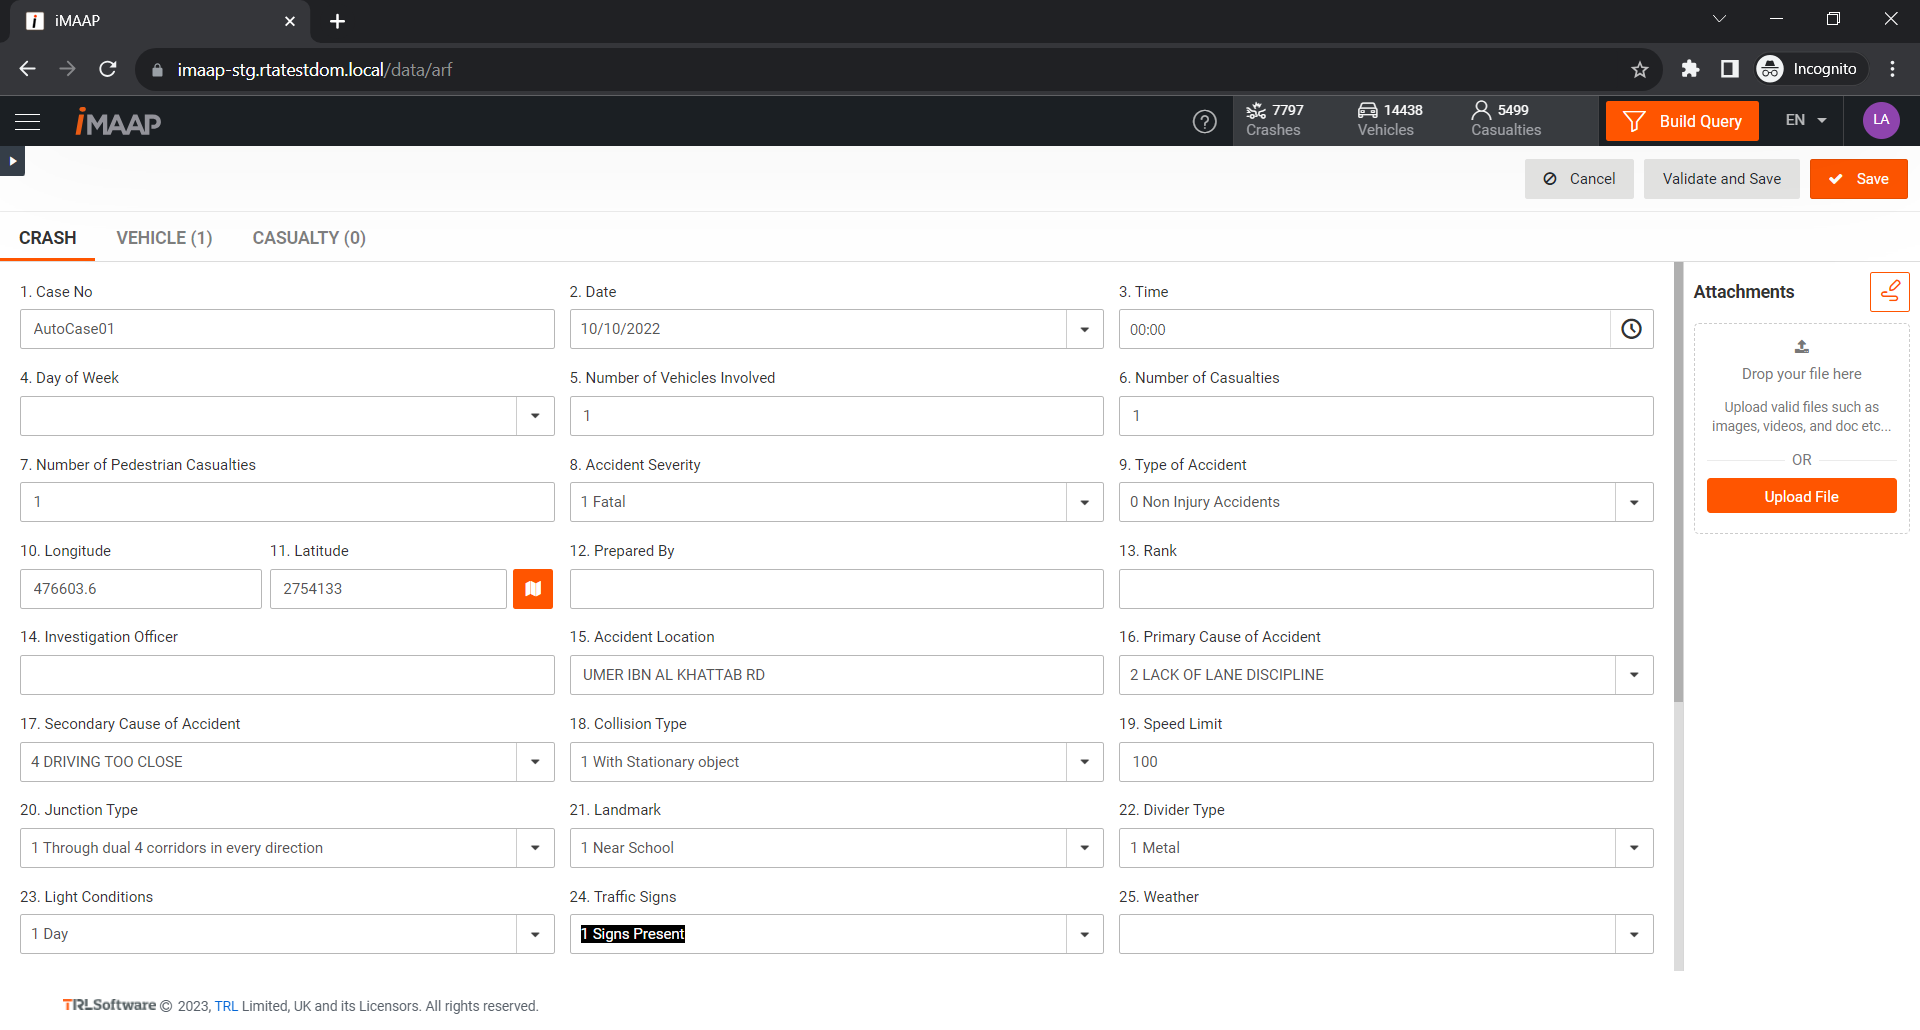 iMAAP
imaap-stg.rtatestdom.local/data/arf
Incognito
iMAAP
7797
Crashes
14438
Vehicles
5499
Casualties
Build Query
EN
LA
Cancel
Validate and Save
Save
CRASH
VEHICLE (1)
CASUALTY (0)
1. Case No
2. Date
3. Time
AutoCase01
10/10/2022
00:00
4. Day of Week
5. Number of Vehicles Involved
6. Number of Casualties
1
1
7. Number of Pedestrian Casualties
8. Accident Severity
9. Type of Accident
1
1 Fatal
0 Non Injury Accidents
10. Longitude
11. Latitude
12. Prepared By
13. Rank
476603.6
2754133
14. Investigation Officer
15. Accident Location
16. Primary Cause of Accident
UMER IBN AL KHATTAB RD
2 LACK OF LANE DISCIPLINE
17. Secondary Cause of Accident
18. Collision Type
19. Speed Limit
4 DRIVING TOO CLOSE
1 With Stationary object
100
20. Junction Type
21. Landmark
22. Divider Type
1 Through dual 4 corridors in every direction
1 Near School
1 Metal
23. Light Conditions
24. Traffic Signs
25. Weather
1 Day
1 Signs Present
Attachments
Drop your file here
Upload valid files such as
images, videos, and doc etc...
OR
Upload File
TRLSoftware © 2023, TRL Limited, UK and its Licensors. All rights reserved.